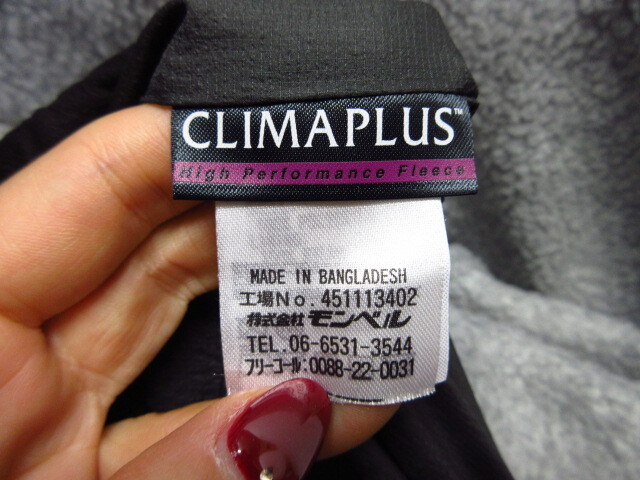 CLIMAPLUS™
High Performance Fleece
MADE IN BANGLADESH
工場No.451113402
株式会社 モンベル
TEL.06-6531-3544
フリーコール:0088-22-0031